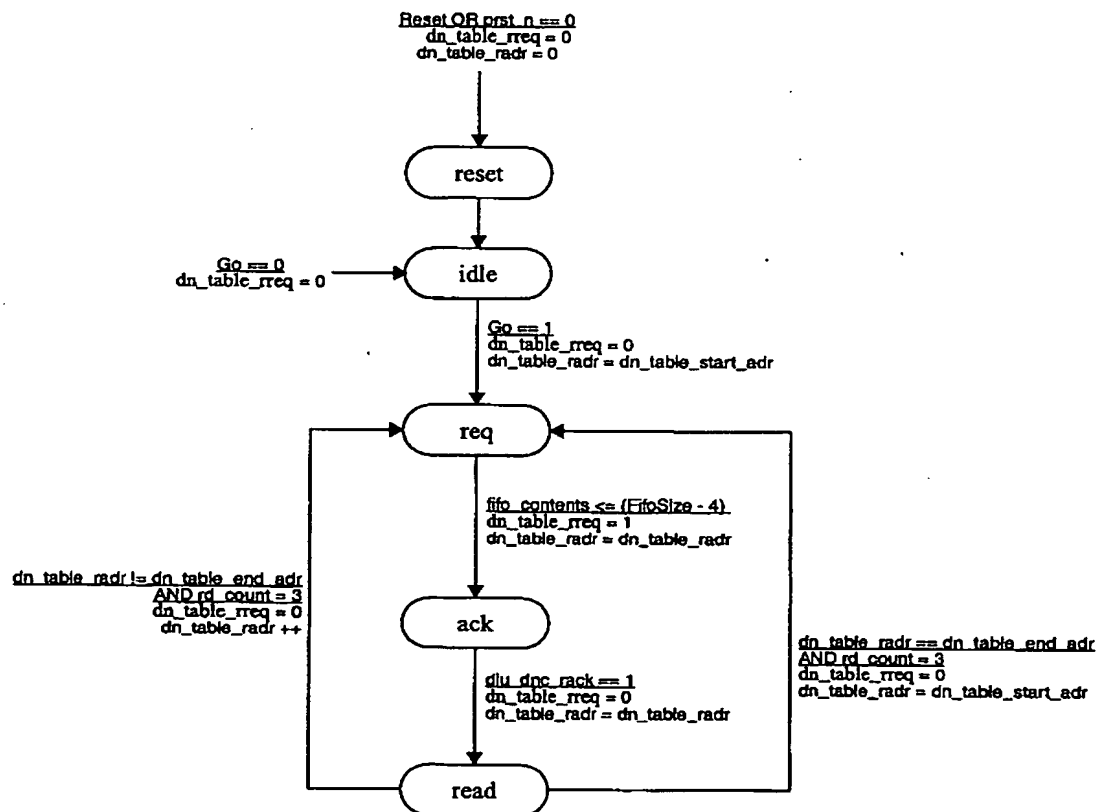 Reset OR prst_n == 0
dn_table_rreq = 0
dn_table_radr = 0
reset
idle
Go == 0
dn_table_rreq = 0
Go == 1
dn_table_rreq = 0
dn_table_radr = dn_table_start_adr
req
fifo_contents <= (FifoSize - 4)
dn_table_rreq = 1
dn_table_radr = dn_table_radr
dn_table_radr != dn_table_end_adr
AND rd_count = 3
dn_table_rreq = 0
dn_table_radr ++
ack
dn_table_radr == dn_table_end_adr
AND rd_count = 3
dn_table_rreq = 0
dn_table_radr = dn_table_start_adr
diu_dnc_rack == 1
dn_table_rreq = 0
dn_table_radr = dn_table_radr
read